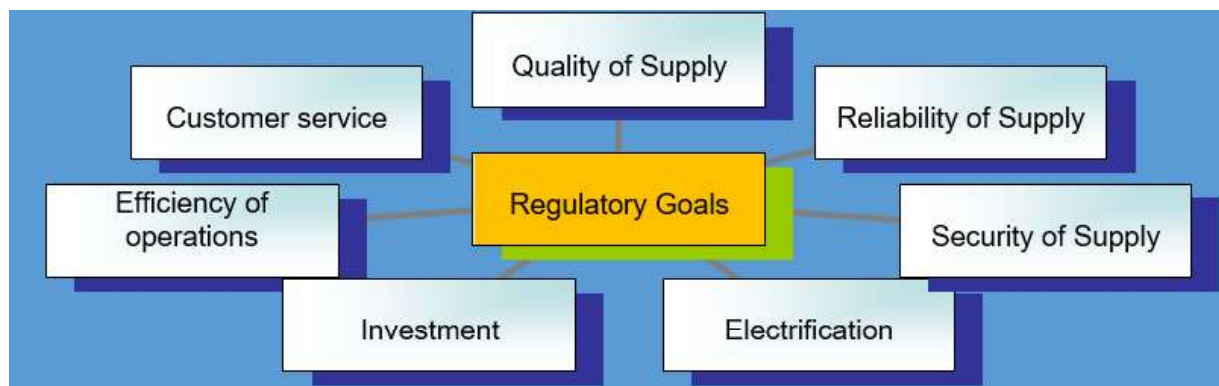 Quality of Supply
Customer service
Reliability of Supply
Regulatory Goals
Efficiency of
operations
Security of Supply
Investment
Electrification